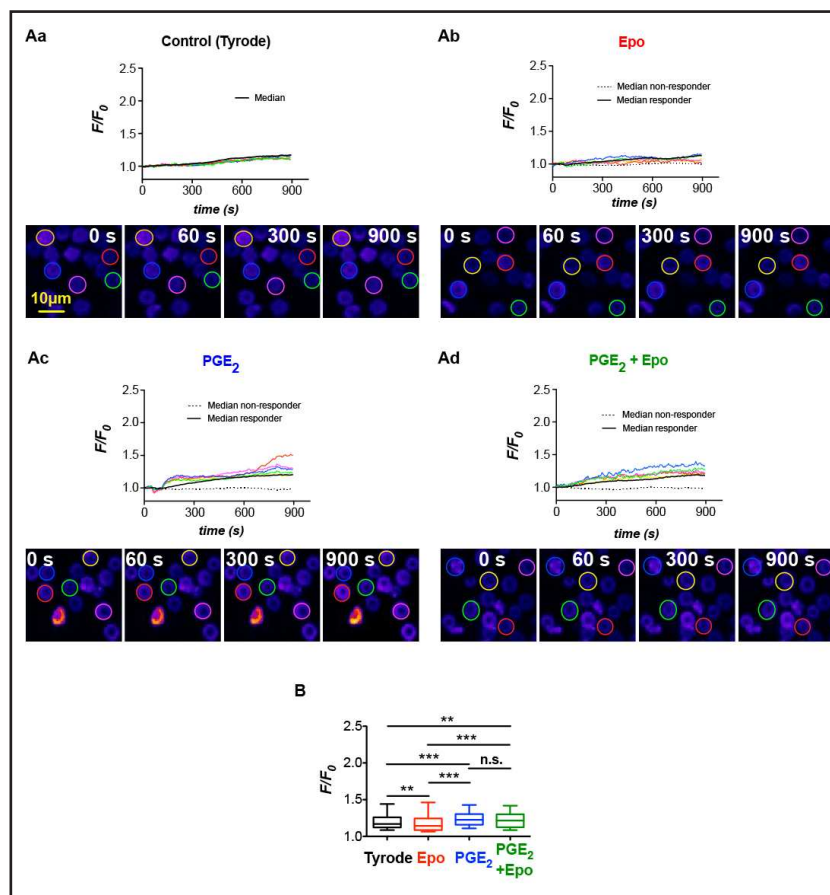 Aa
Control (Tyrode)
2.5
2.0
1.5
1.0
F/F0
Median
0 300 600 900
time (s)
0 s 60 s 300 s 900 s
10µm
Ab
Epo
2.5
2.0
1.5
1.0
F/F0
Median non-responder
Median responder
0 300 600 900
time (s)
0 s 60 s 300 s 900 s
Ac
PGE2
2.5
2.0
1.5
1.0
F/F0
Median non-responder
Median responder
0 300 600 900
time (s)
0 s 60 s 300 s 900 s
Ad
PGE2 + Epo
2.5
2.0
1.5
1.0
F/F0
Median non-responder
Median responder
0 300 600 900
time (s)
0 s 60 s 300 s 900 s
B
2.5
2.0
1.5
1.0
F/F0
**
***
*** n.s.
** ***
Tyrode Epo PGE2 PGE2
+Epo